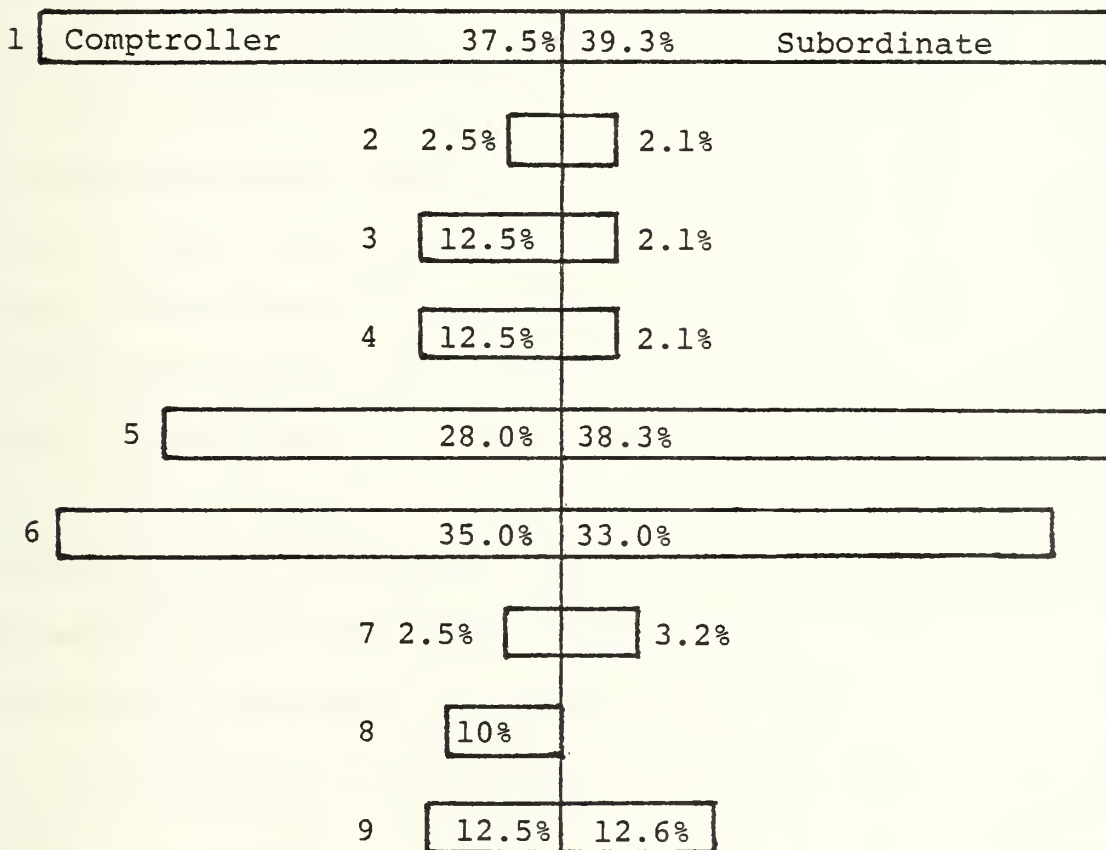 1 Comptroller 37.5% 39.3% Subordinate
2 2.5% 2.1%
3 12.5% 2.1%
4 12.5% 2.1%
5 28.0% 38.3%
6 35.0% 33.0%
7 2.5% 3.2%
8 10%
9 12.5% 12.6%